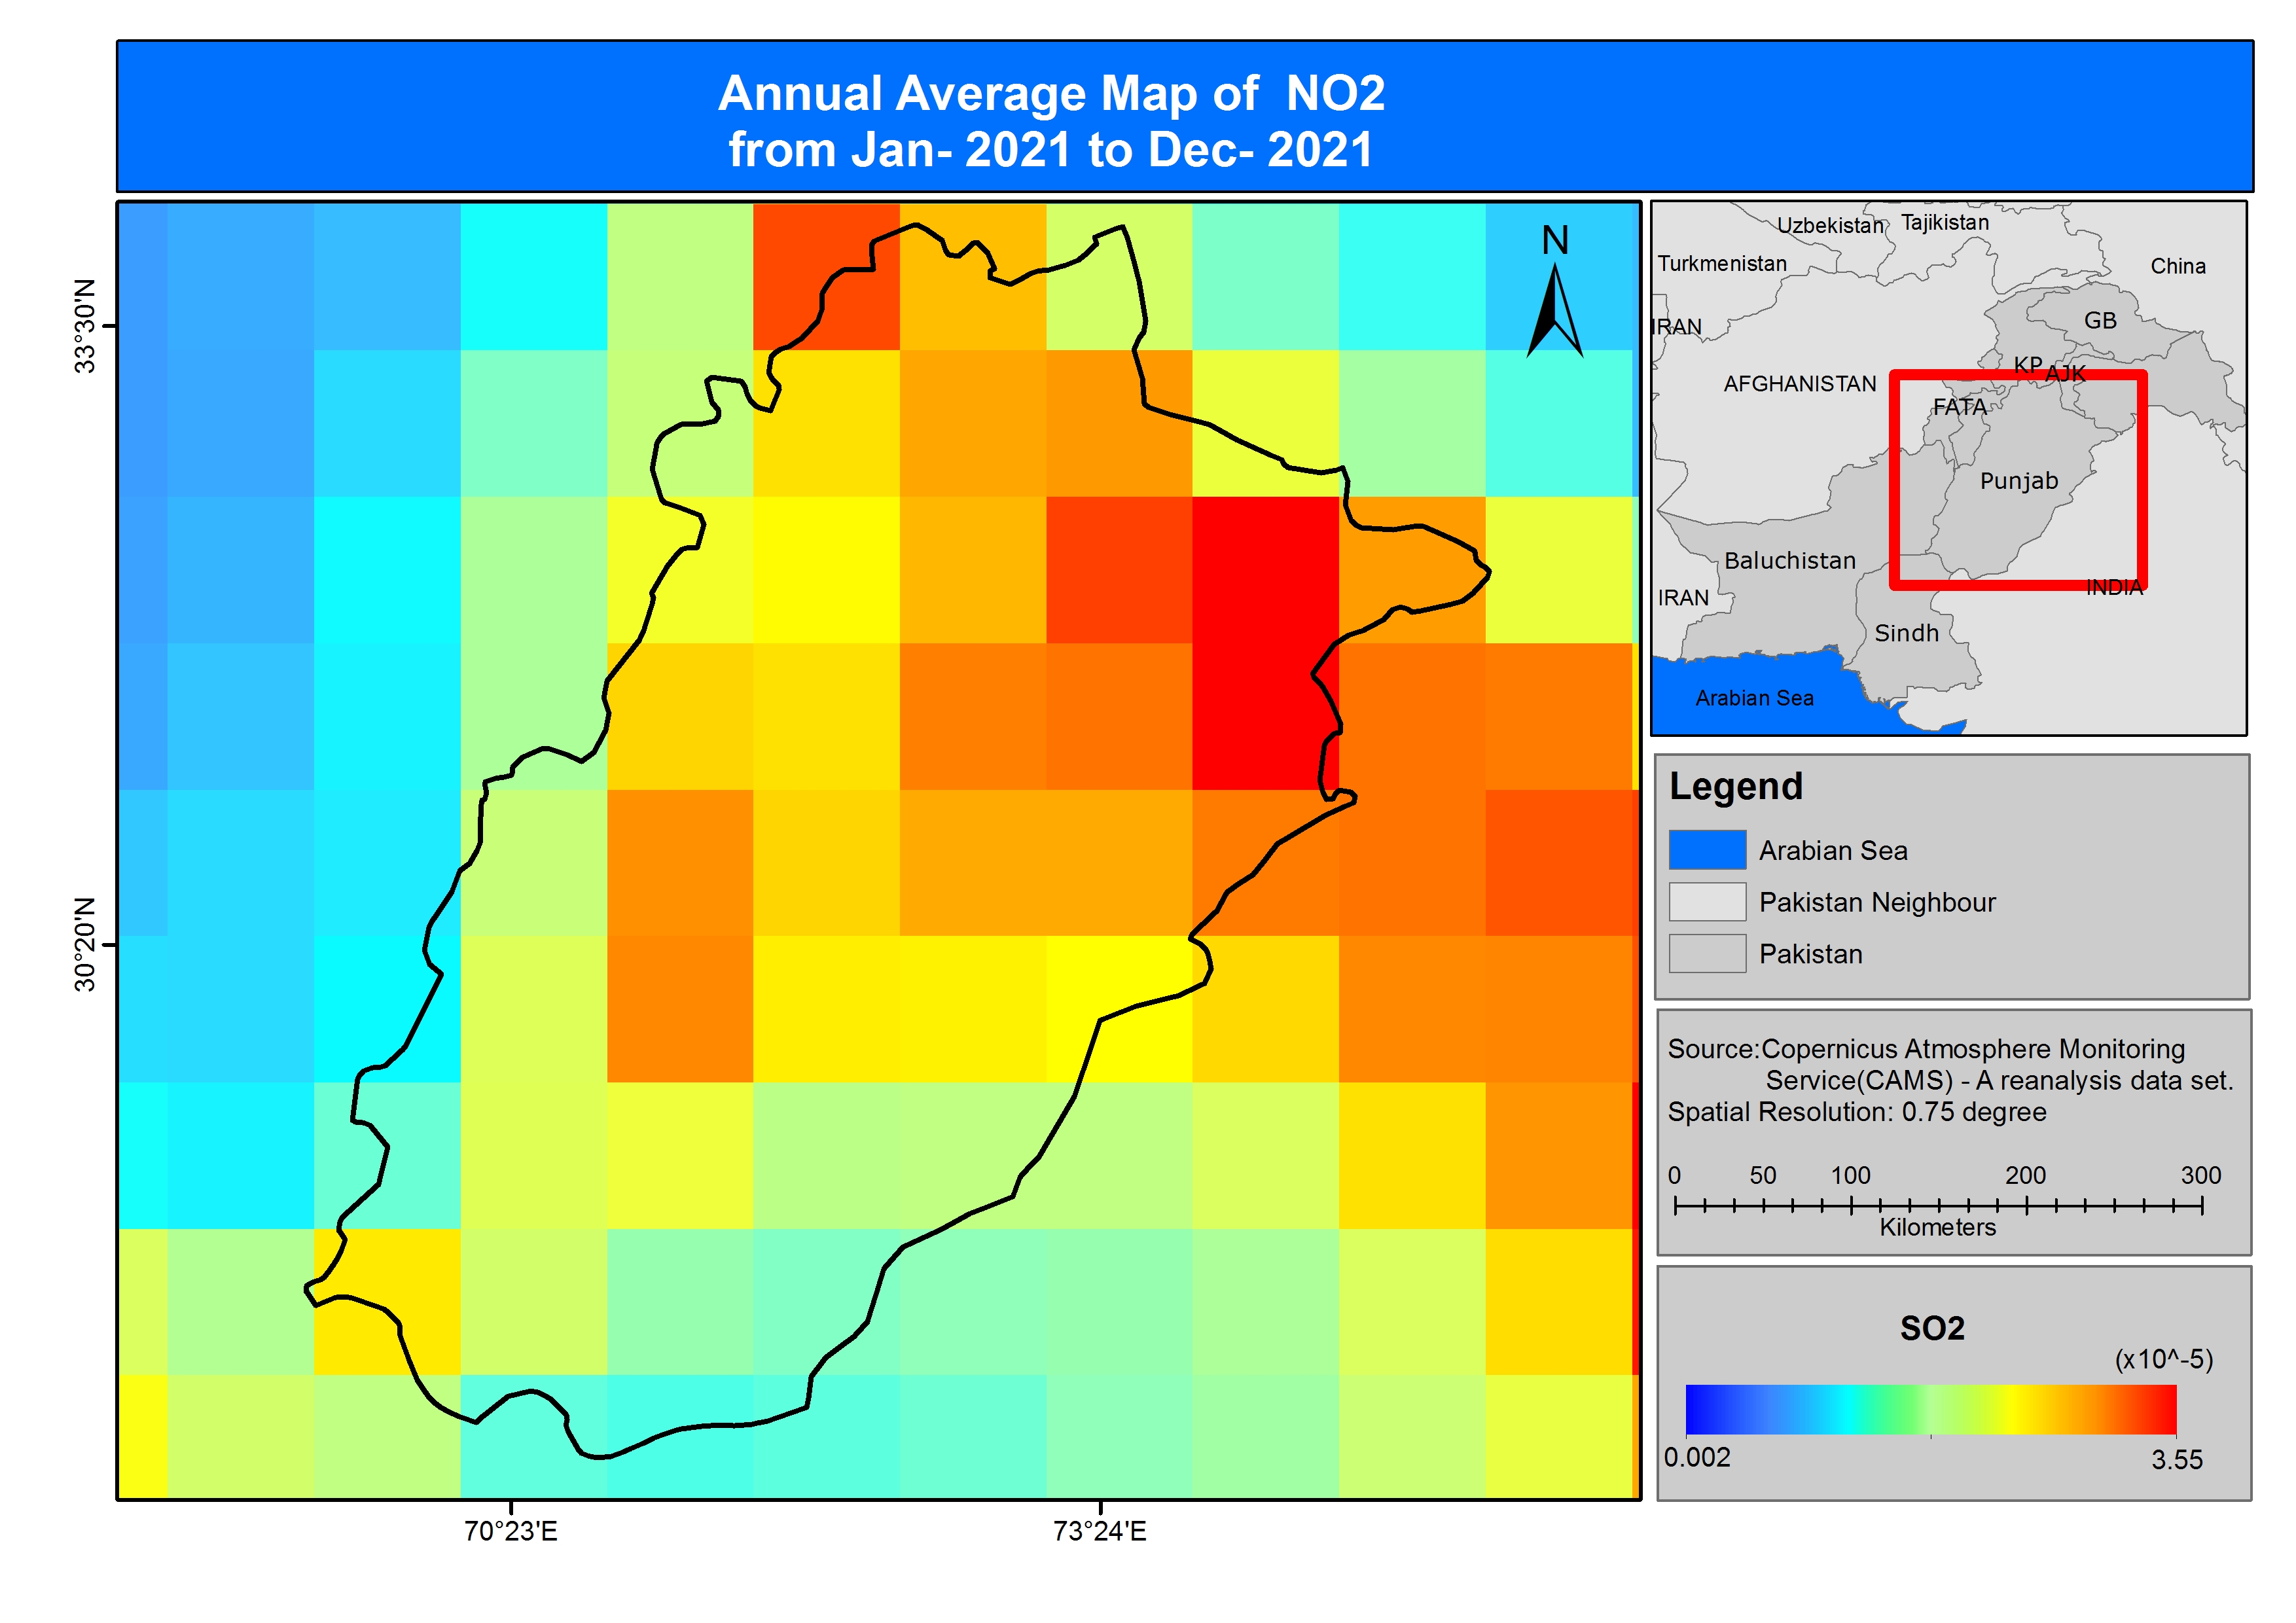 Annual Average Map of  NO2
from Jan- 2021 to Dec- 2021
N
33°30'N
30°20'N
70°23'E
73°24'E
Uzbekistan
Tajikistan
Turkmenistan
China
IRAN
GB
KP
AJK
AFGHANISTAN
FATA
Punjab
Baluchistan
INDIA
IRAN
Sindh
Arabian Sea
Legend
Arabian Sea
Pakistan Neighbour
Pakistan
Source:Copernicus Atmosphere Monitoring
Service(CAMS) - A reanalysis data set.
Spatial Resolution: 0.75 degree
0 50 100 200 300
Kilometers
SO2
(x10^-5)
0.002 3.55